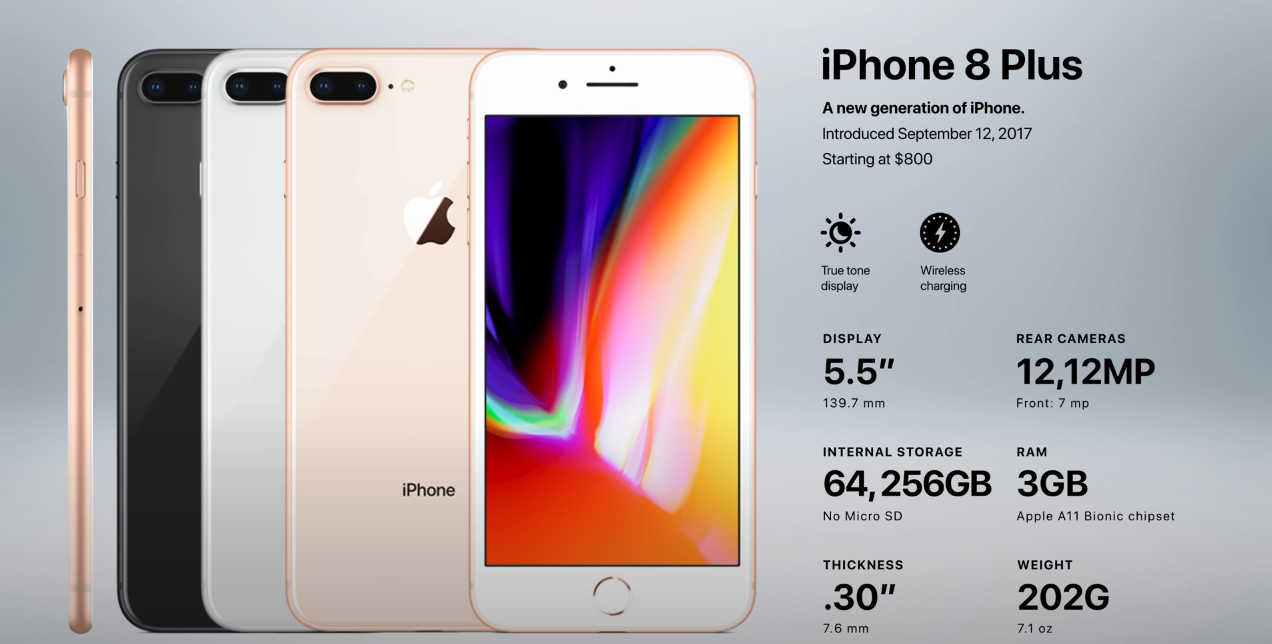 iPhone 8 Plus
A new generation of iPhone.
Introduced September 12, 2017
Starting at $800
True tone
display
Wireless
charging
DISPLAY
5.5″
139.7 mm
REAR CAMERAS
12,12MP
Front: 7 mp
INTERNAL STORAGE
64, 256GB
No Micro SD
RAM
3GB
Apple A11 Bionic chipset
THICKNESS
.30″
7.6 mm
WEIGHT
202G
7.1 oz
iPhone